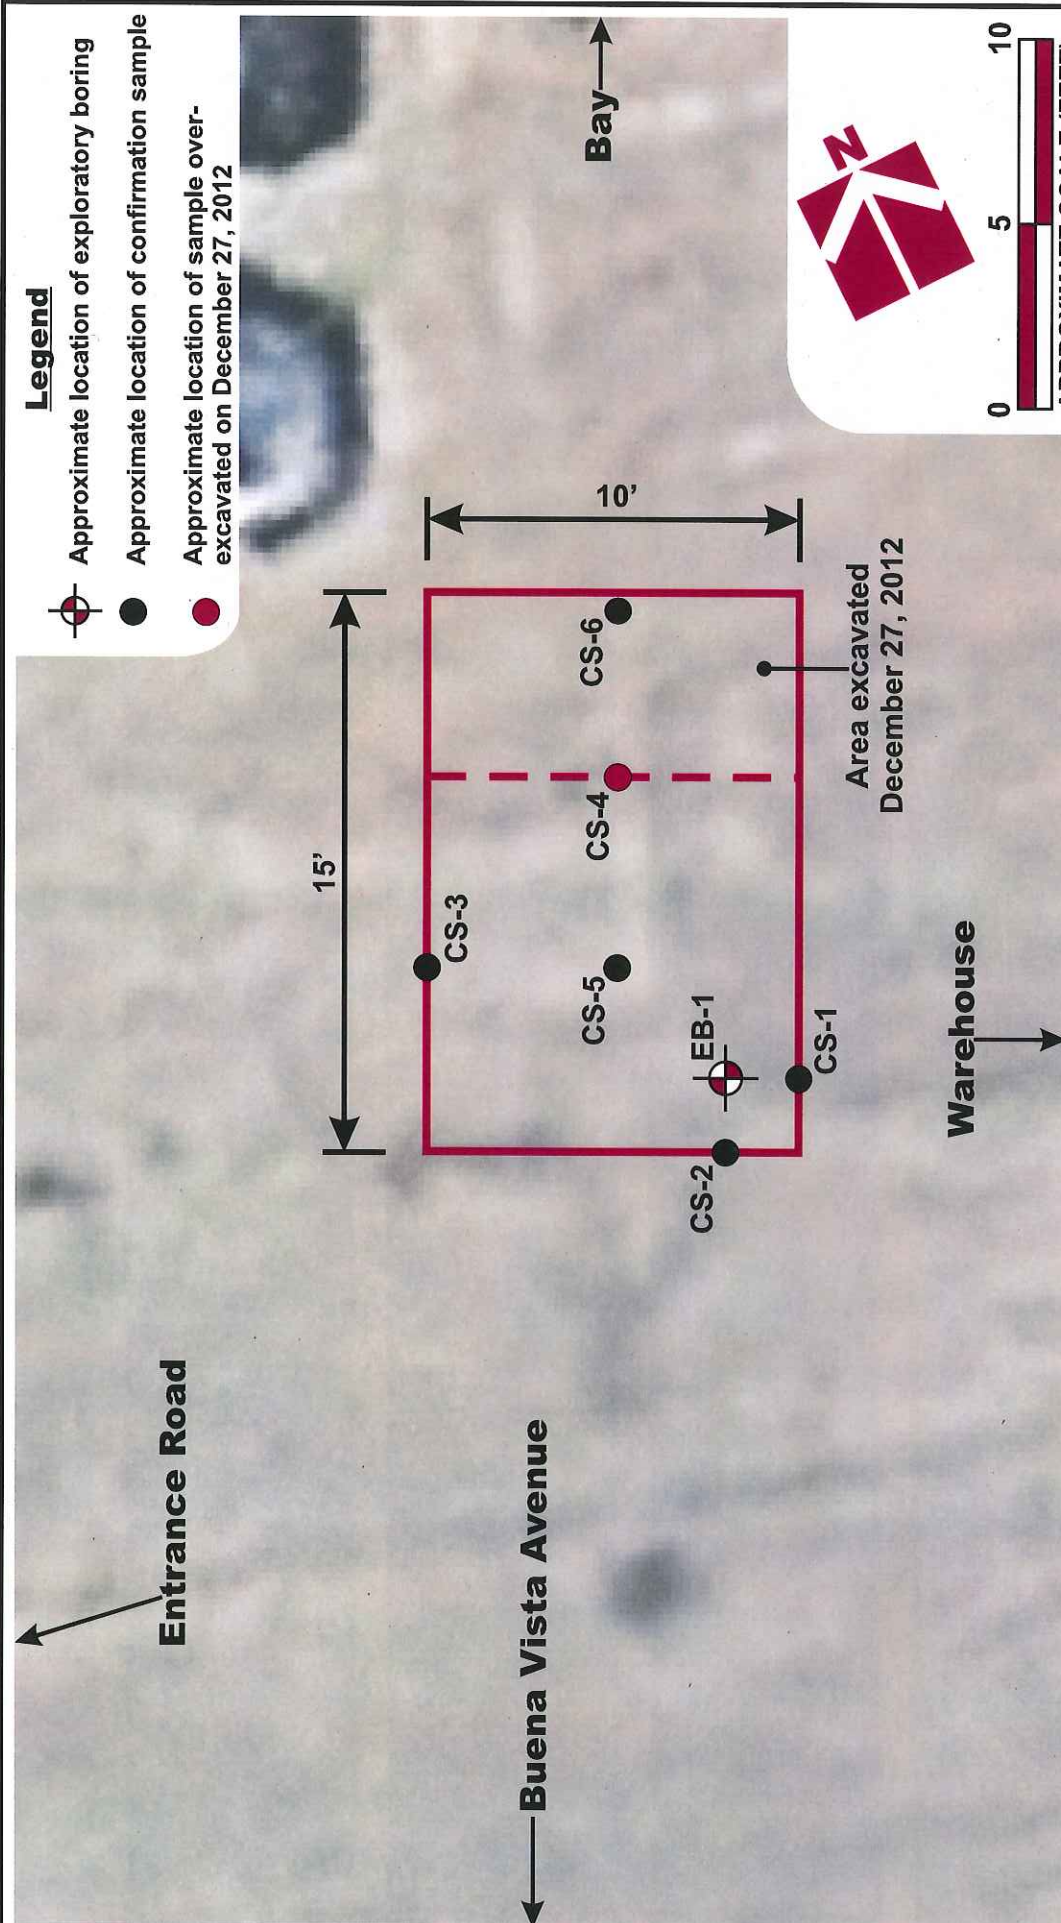 Legend
Approximate location of exploratory boring
Approximate location of confirmation sample
Approximate location of sample over-
excavated on December 27, 2012
Entrance Road
Bay
15'
10'
CS-3
CS-6
CS-4
CS-5
EB-1
CS-2
CS-1
Area excavated
December 27, 2012
Buena Vista Avenue
Warehouse
N
0
5
10